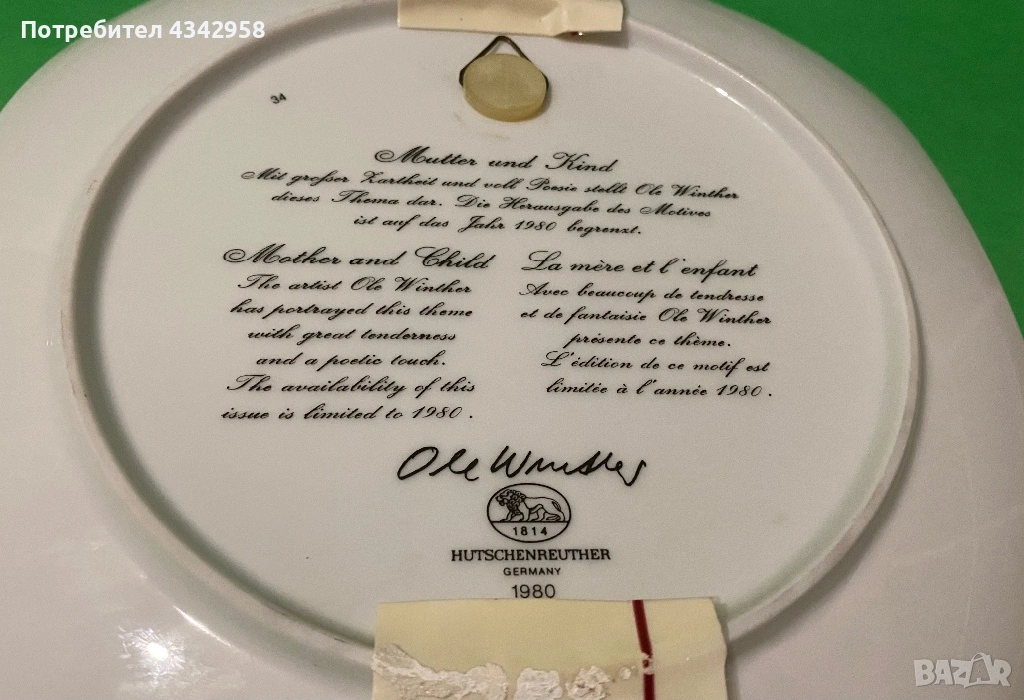 Потребител 4342958
34
Mutter und Kind
Mit großer Zartheit und voll Poesie stellt Ole Winther
dieses Thema dar. Die Herausgabe des Motives
ist auf das Jahr 1980 begrenzt.
Mother and Child
The artist Ole Winther
has portrayed this theme
with great tenderness
and a poetic touch.
The availability of this
issue is limited to 1980.
La mère et l'enfant
Avec beaucoup de tendresse
et de fantaisie Ole Winther
présente ce thème.
L'édition de ce motif est
limitée à l'année 1980.
Ole Winther
1814
HUTSCHENREUTHER
GERMANY
1980
BAZAR